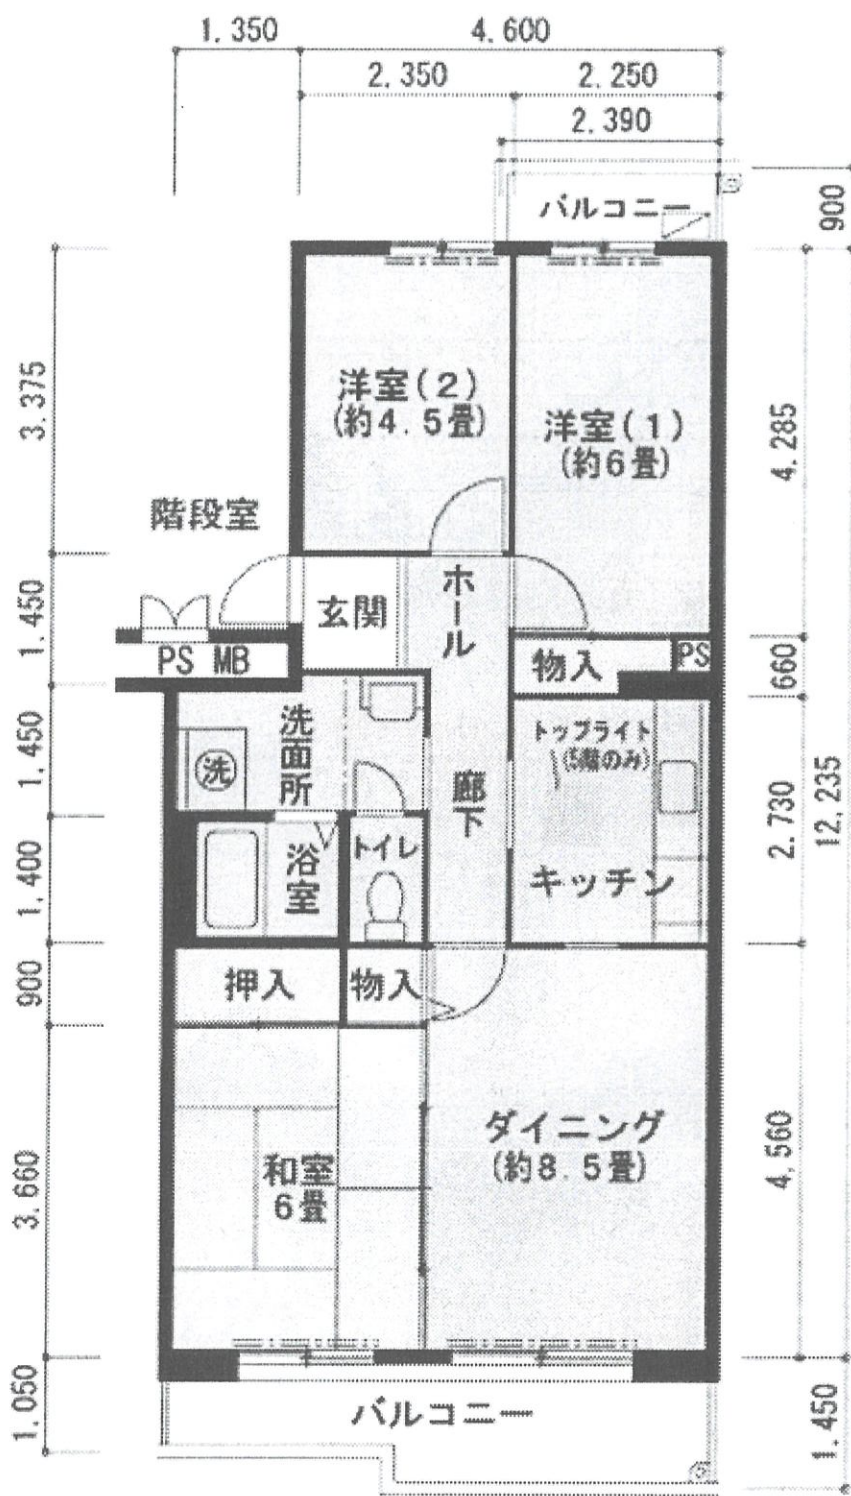 1.350
4.600
2.350
2.250
2.390
バルコニー
900
3.375
洋室(2)
(約4.5畳)
洋室(1)
(約6畳)
4.285
階段室
1.450
玄関
ホール
PS MB
物入
PS
660
12.235
1.450
洗面所
洗
廊下
トップライト
(5階のみ)
2.730
1.400
浴室
トイレ
キッチン
900
押入
物入
3.660
和室
6畳
ダイニング
(約8.5畳)
4.560
1.050
バルコニー
1.450